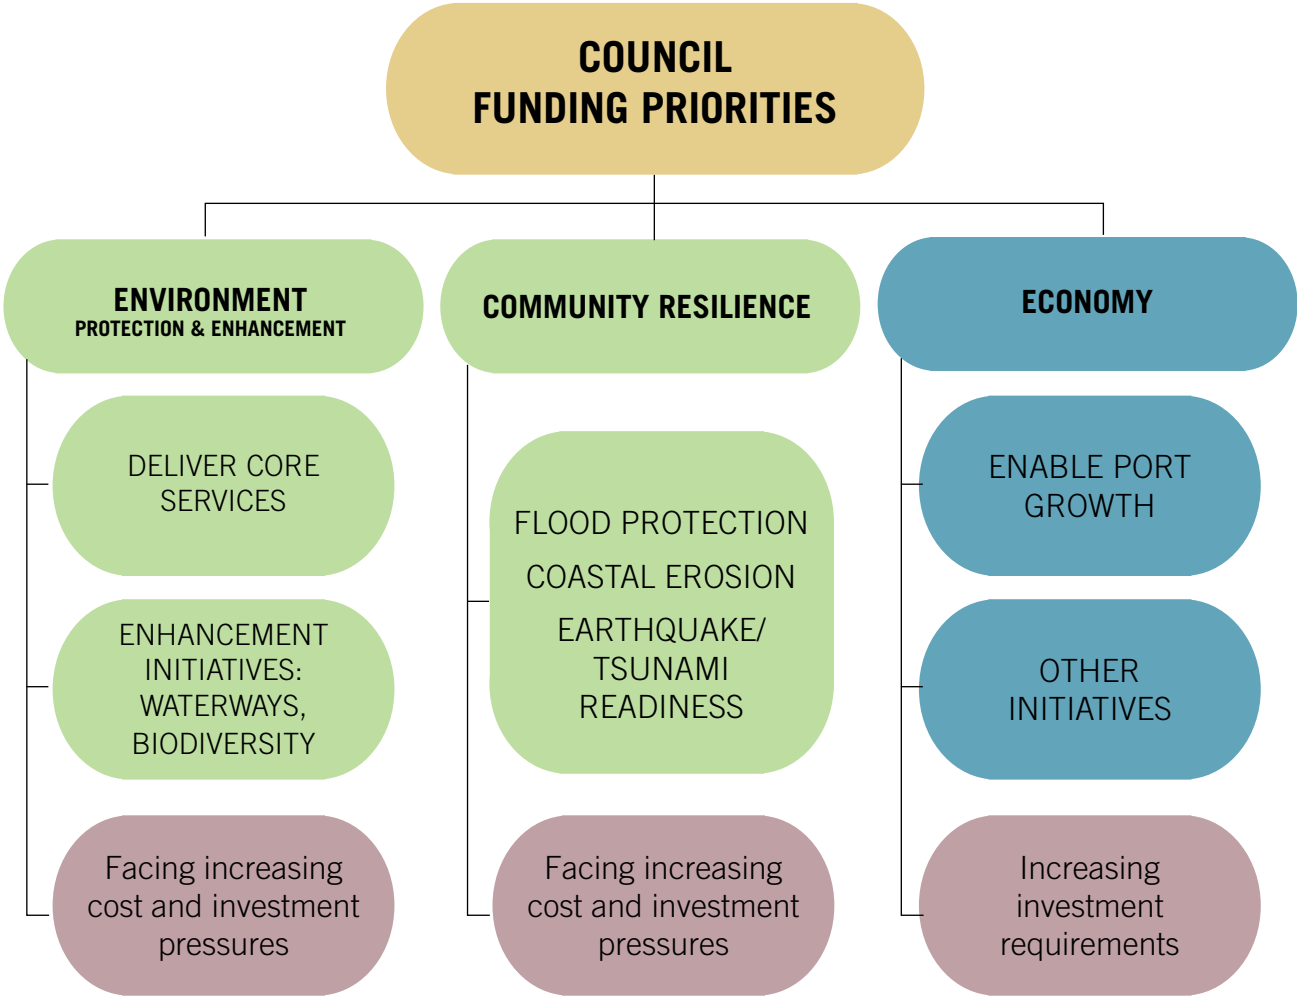 COUNCIL
FUNDING PRIORITIES
ENVIRONMENT
PROTECTION & ENHANCEMENT
DELIVER CORE
SERVICES
ENHANCEMENT
INITIATIVES:
WATERWAYS,
BIODIVERSITY
Facing increasing
cost and investment
pressures
COMMUNITY RESILIENCE
FLOOD PROTECTION
COASTAL EROSION
EARTHQUAKE/
TSUNAMI
READINESS
Facing increasing
cost and investment
pressures
ECONOMY
ENABLE PORT
GROWTH
OTHER
INITIATIVES
Increasing
investment
requirements